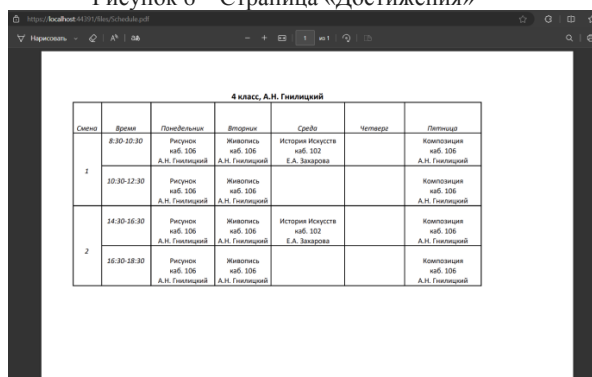 Рисунок 6 – Страница «Достижения»
https://localhost:44391/files/Schedule.pdf
Нарисовать
1 из 1
4 класс, А.Н. Гнилицкий
Смена Время Понедельник Вторник Среда Четверг Пятница
1
8:30-10:30 Рисунок Живопись История Искусств Композиция
каб. 106 каб. 106 каб. 102 каб. 106
А.Н. Гнилицкий А.Н. Гнилицкий Е.А. Захарова А.Н. Гнилицкий
10:30-12:30 Рисунок Живопись Композиция
каб. 106 каб. 106 каб. 106
А.Н. Гнилицкий А.Н. Гнилицкий А.Н. Гнилицкий
2
14:30-16:30 Рисунок Живопись История Искусств Композиция
каб. 106 каб. 106 каб. 102 каб. 106
А.Н. Гнилицкий А.Н. Гнилицкий Е.А. Захарова А.Н. Гнилицкий
16:30-18:30 Рисунок Живопись Композиция
каб. 106 каб. 106 каб. 106
А.Н. Гнилицкий А.Н. Гнилицкий А.Н. Гнилицкий